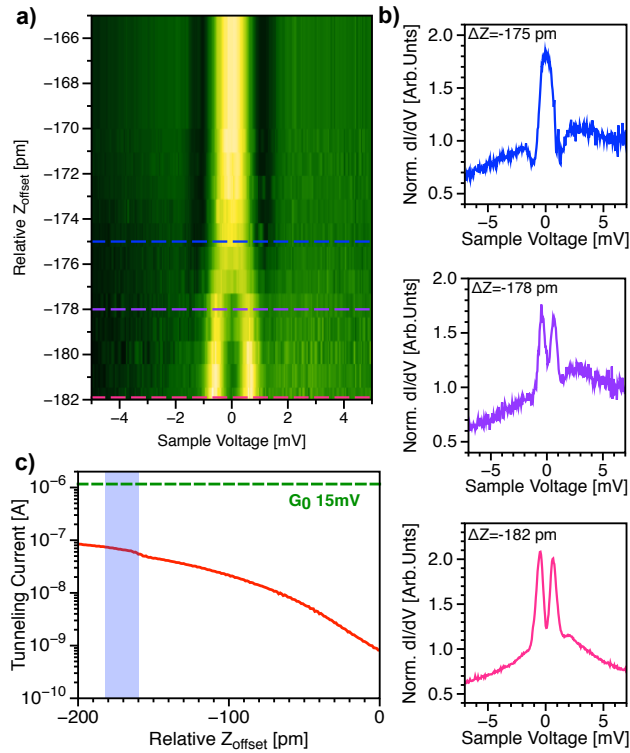 a)
−166
−168
−170
−172
−174
−176
−178
−180
−182
Relative Zoffset [pm]
−4 −2 0 2 4
Sample Voltage [mV]
b)
ΔZ=-175 pm
2.0
1.5
1.0
0.5
Norm. dI/dV [Arb.Unts]
−5 0 5
Sample Voltage [mV]
ΔZ=-178 pm
2.0
1.5
1.0
0.5
Norm. dI/dV [Arb.Unts]
−5 0 5
Sample Voltage [mV]
ΔZ=-182 pm
2.0
1.5
1.0
0.5
Norm. dI/dV [Arb.Unts]
−5 0 5
Sample Voltage [mV]
c)
10−5
10−6
10−7
10−8
10−9
10−10
Tunneling Current [A]
G0 15mV
−200 −100 0
Relative Zoffset [pm]